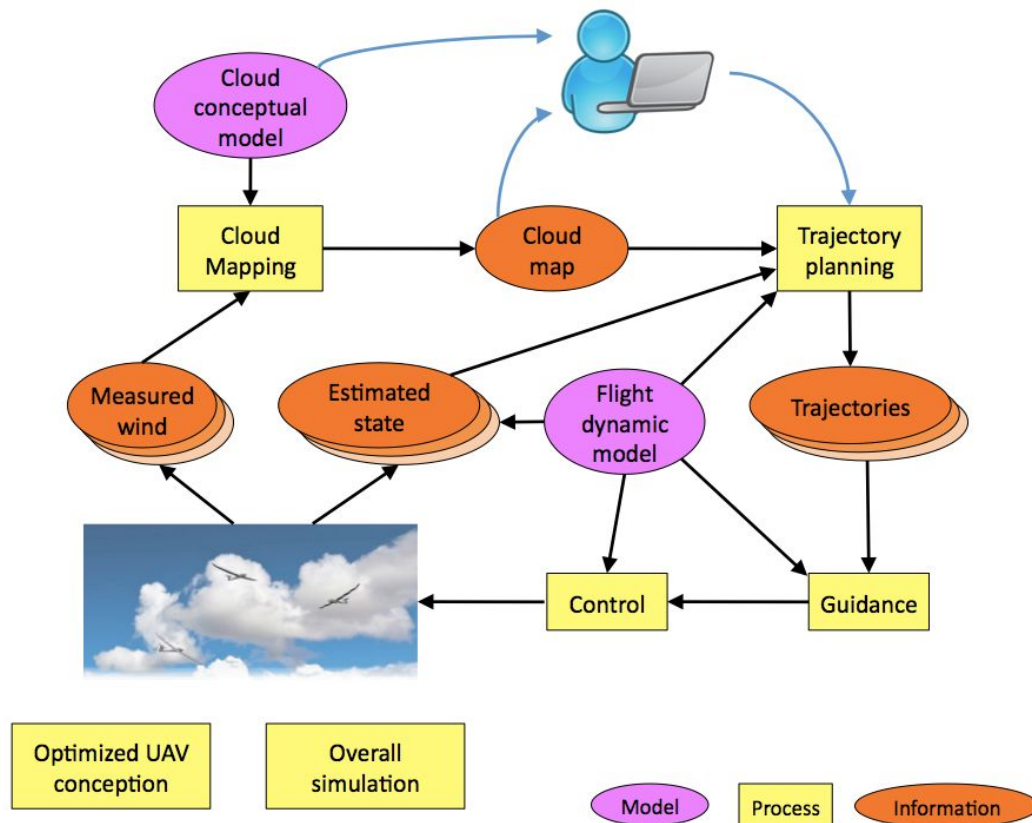 Cloud
conceptual
model
Cloud
Mapping
Cloud
map
Trajectory
planning
Measured
wind
Estimated
state
Flight
dynamic
model
Trajectories
Control
Guidance
Optimized UAV
conception
Overall
simulation
Model
Process
Information